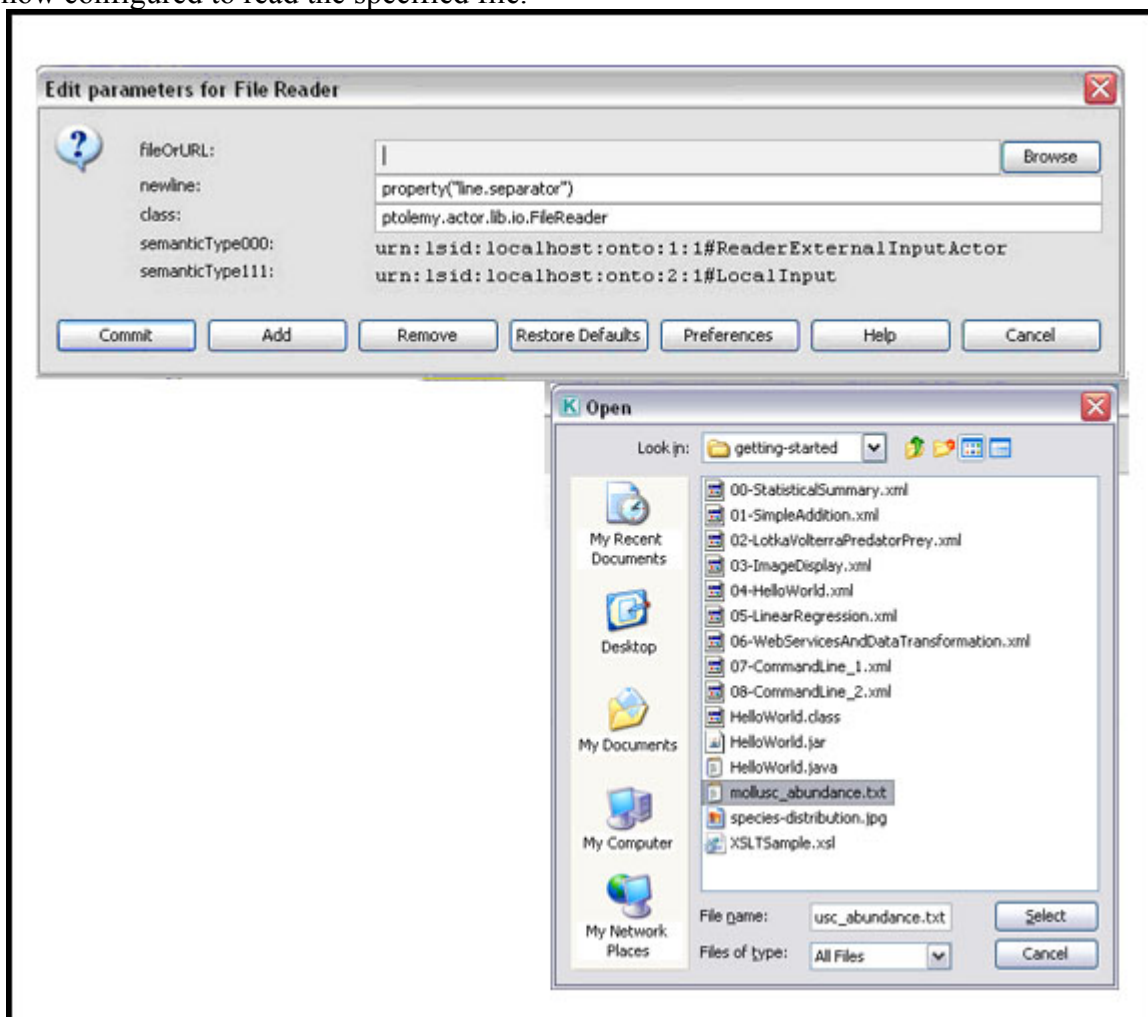 now configured to read the specified file.
Edit parameters for File Reader
fileOrURL:
Browse
newline:
property("line.separator")
class:
ptolemy.actor.lib.io.FileReader
semanticType000:
urn:lsid:localhost:onto:1:1#ReaderExternalInputActor
semanticType111:
urn:lsid:localhost:onto:2:1#LocalInput
Commit Add Remove Restore Defaults Preferences Help Cancel
K Open
Look in: getting-started
My Recent
Documents
Desktop
My Documents
My Computer
My Network
Places
00-StatisticalSummary.xml
01-SimpleAddition.xml
02-LotkaVolterraPredatorPrey.xml
03-ImageDisplay.xml
04-HelloWorld.xml
05-LinearRegression.xml
06-WebServicesAndDataTransformation.xml
07-CommandLine_1.xml
08-CommandLine_2.xml
HelloWorld.class
HelloWorld.jar
HelloWorld.java
mollusc_abundance.txt
species-distribution.jpg
XSLTSample.xsl
File name: usc_abundance.txt Select
Files of type: All Files Cancel